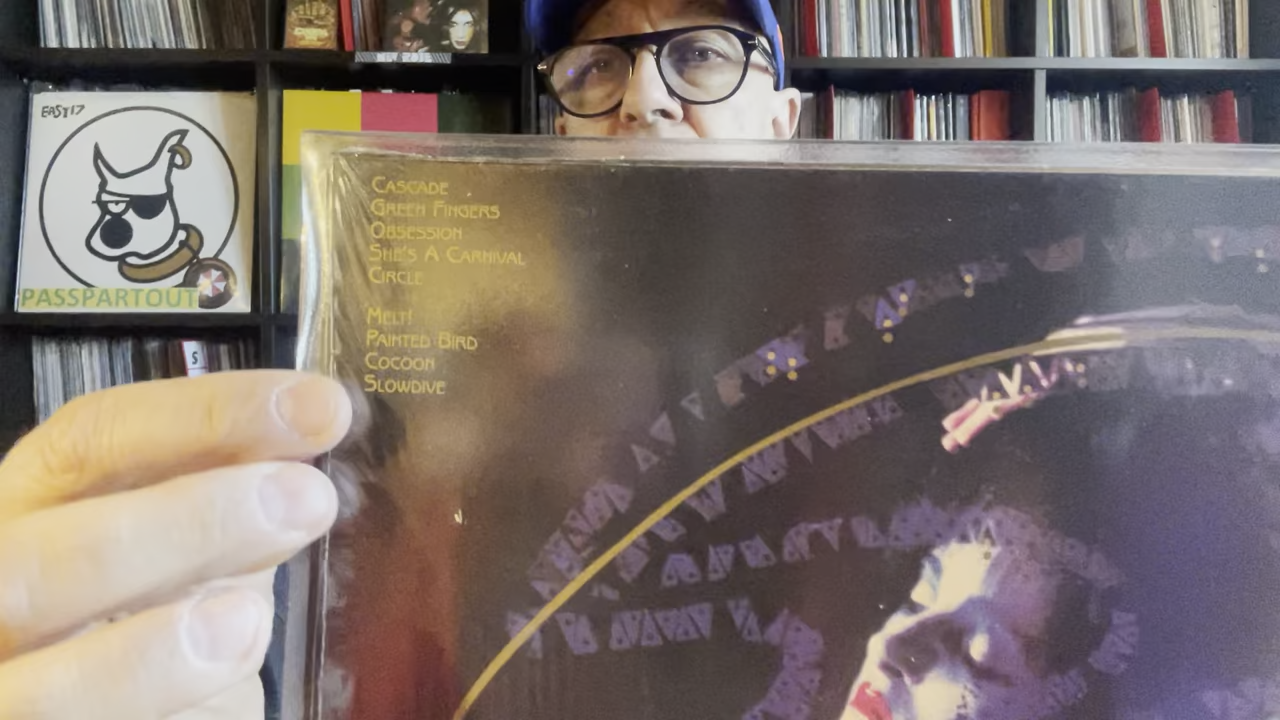 EASY17
PASSPARTOUT
S
CASCADE
GREEN FINGERS
OBSESSION
SHE'S A CARNIVAL
CIRCLE
MELT!
PAINTED BIRD
COCOON
SLOWDIVE